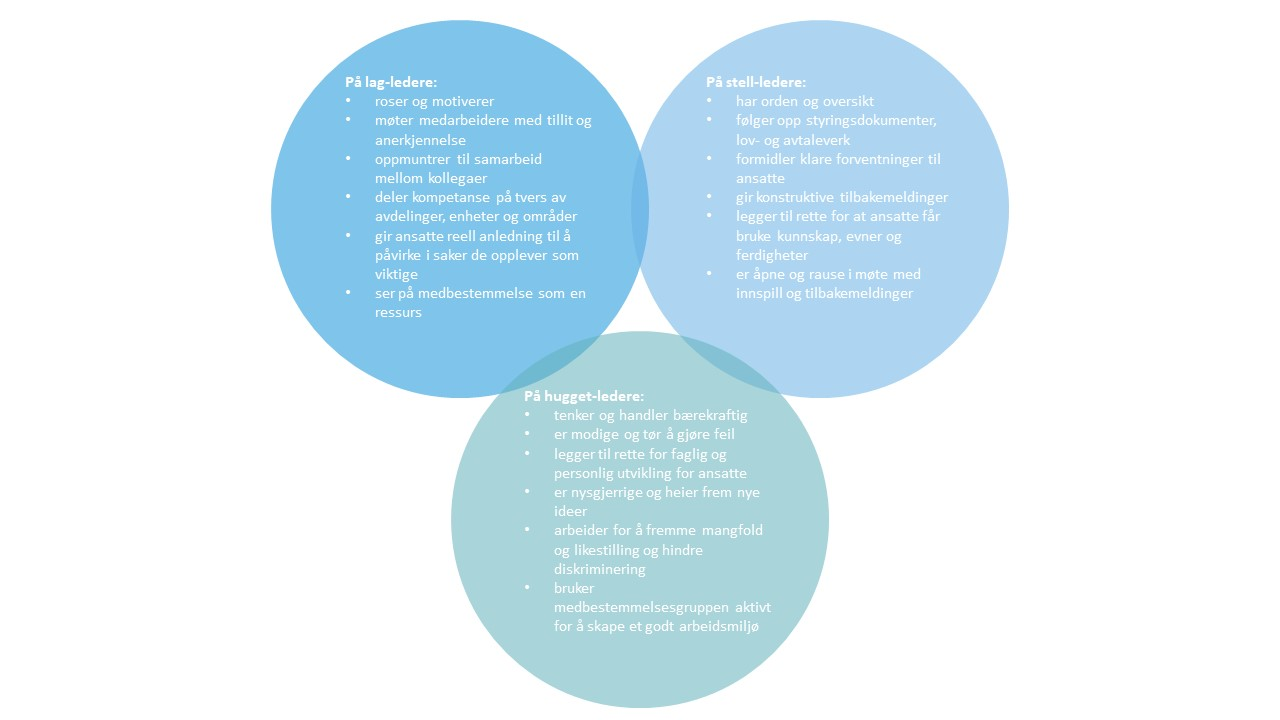 På lag-ledere:
• roser og motiverer
• møter medarbeidere med tillit og
anerkjennelse
• oppmuntrer til samarbeid
mellom kollegaer
• deler kompetanse på tvers av
avdelinger, enheter og områder
• gir ansatte reell anledning til å
påvirke i saker de opplever som
viktige
• ser på medbestemmelse som en
ressurs
På stell-ledere:
• har orden og oversikt
• følger opp styringsdokumenter,
lov- og avtaleverk
• formidler klare forventninger til
ansatte
• gir konstruktive tilbakemeldinger
• legger til rette for at ansatte får
bruke kunnskap, evner og
ferdigheter
• er åpne og rause i møte med
innspill og tilbakemeldinger
På hugget-ledere:
• tenker og handler bærekraftig
• er modige og tør å gjøre feil
• legger til rette for faglig og
personlig utvikling for ansatte
• er nysgjerrige og heier frem nye
ideer
• arbeider for å fremme mangfold
og likestilling og hindre
diskriminering
• bruker
medbestemmelsesgruppen aktivt
for å skape et godt arbeidsmiljø